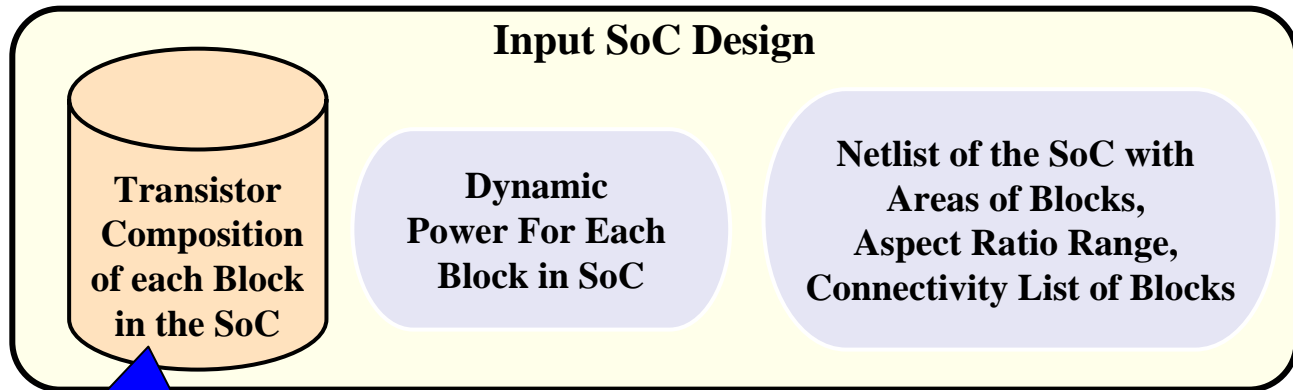 Input SoC Design
Transistor
Composition
of each Block
in the SoC
Dynamic
Power For Each
Block in SoC
Netlist of the SoC with
Areas of Blocks,
Aspect Ratio Range,
Connectivity List of Blocks